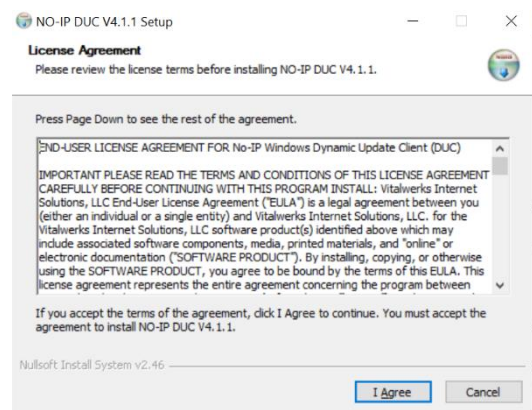 NO-IP DUC V4.1.1 Setup
License Agreement
Please review the license terms before installing NO-IP DUC V4.1.1.
Press Page Down to see the rest of the agreement.
END-USER LICENSE AGREEMENT FOR No-IP Windows Dynamic Update Client (DUC)
IMPORTANT PLEASE READ THE TERMS AND CONDITIONS OF THIS LICENSE AGREEMENT
CAREFULLY BEFORE CONTINUING WITH THIS PROGRAM INSTALL: Vitalwerks Internet
Solutions, LLC End-User License Agreement ("EULA") is a legal agreement between you
(either an individual or a single entity) and Vitalwerks Internet Solutions, LLC. for the
Vitalwerks Internet Solutions, LLC software product(s) identified above which may
include associated software components, media, printed materials, and "online" or
electronic documentation ("SOFTWARE PRODUCT"). By installing, copying, or otherwise
using the SOFTWARE PRODUCT, you agree to be bound by the terms of this EULA. This
license agreement represents the entire agreement concerning the program between
If you accept the terms of the agreement, click I Agree to continue. You must accept the
agreement to install NO-IP DUC V4.1.1.
Nullsoft Install System v2.46
I Agree
Cancel